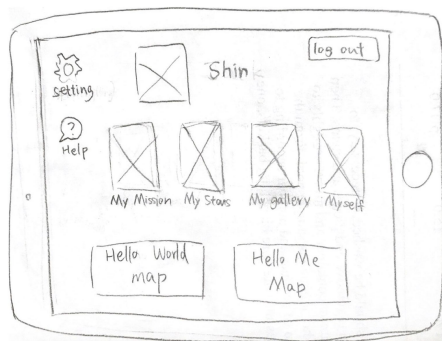 log out
setting
Shin
?
Help
My Mission
My Stars
My gallery
Myself
Hello World
map
Hello Me
Map